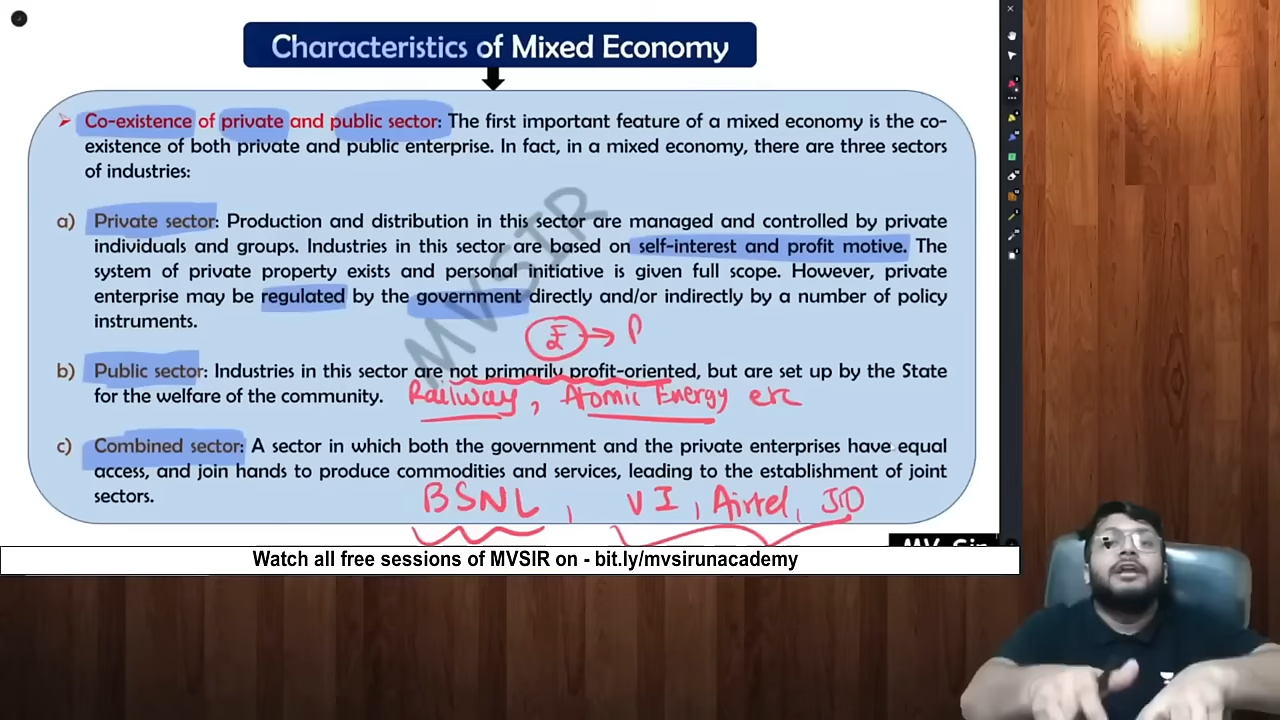 Characteristics of Mixed Economy
➢ Co-existence of private and public sector: The first important feature of a mixed economy is the co-
existence of both private and public enterprise. In fact, in a mixed economy, there are three sectors
of industries:
a) Private sector: Production and distribution in this sector are managed and controlled by private
individuals and groups. Industries in this sector are based on self-interest and profit motive. The
system of private property exists and personal initiative is given full scope. However, private
enterprise may be regulated by the government directly and/or indirectly by a number of policy
instruments.
MVSIR
£ → P
b) Public sector: Industries in this sector are not primarily profit-oriented, but are set up by the State
for the welfare of the community. Railway, Atomic Energy etc
c) Combined sector: A sector in which both the government and the private enterprises have equal
access, and join hands to produce commodities and services, leading to the establishment of joint
sectors.
BSNL, VI, Airtel, JIO
Watch all free sessions of MVSIR on - bit.ly/mvsirunacademy